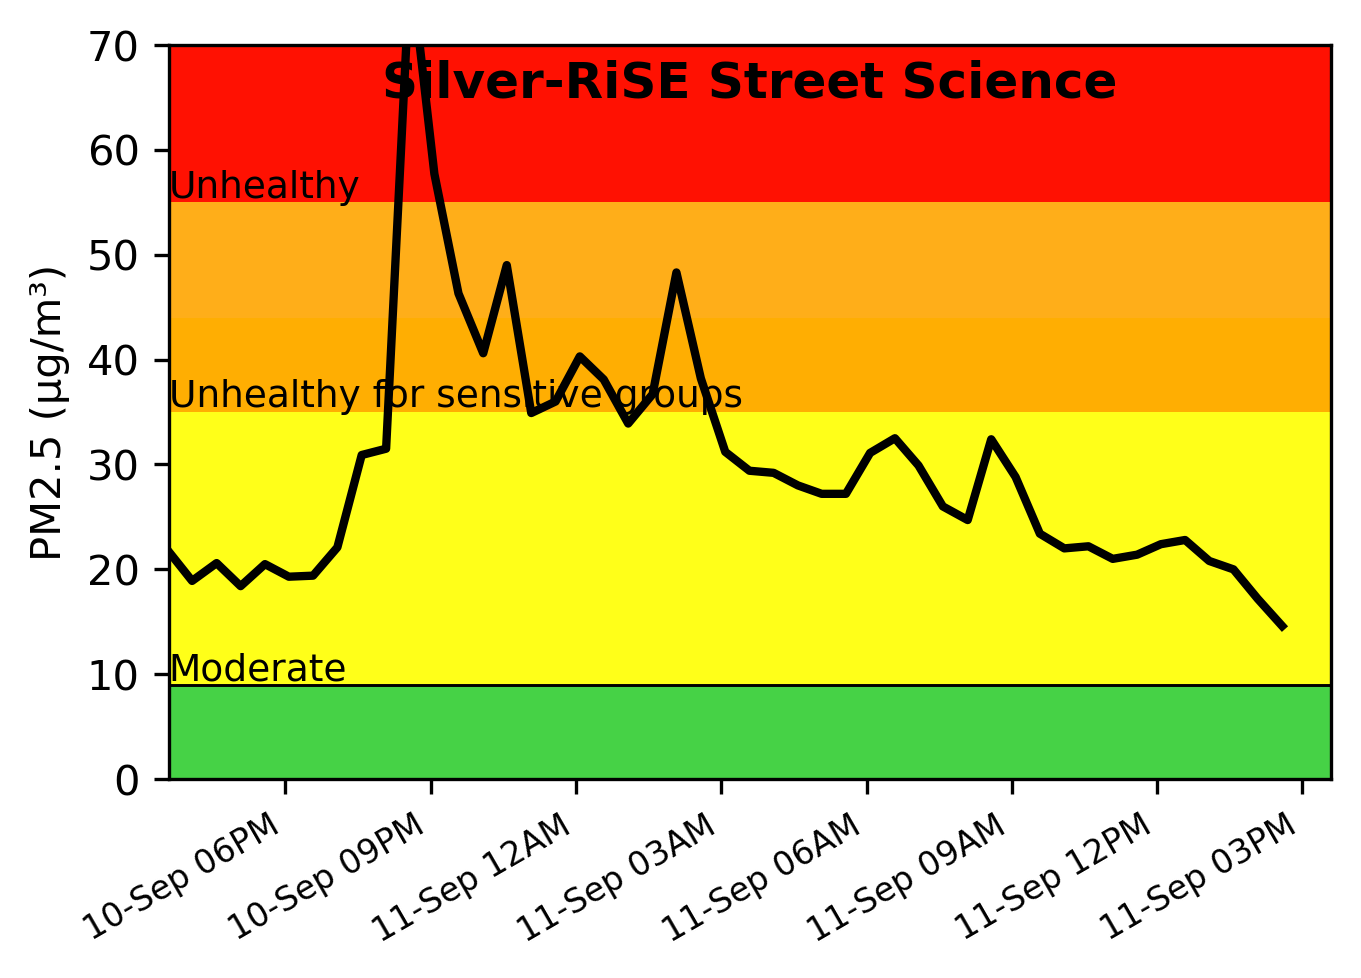 Silver-RiSE Street Science
PM2.5 (µg/m³)
70
60
50
40
30
20
10
0
Unhealthy
Unhealthy for sensitive groups
Moderate
10-Sep 06PM
10-Sep 09PM
11-Sep 12AM
11-Sep 03AM
11-Sep 06AM
11-Sep 09AM
11-Sep 12PM
11-Sep 03PM